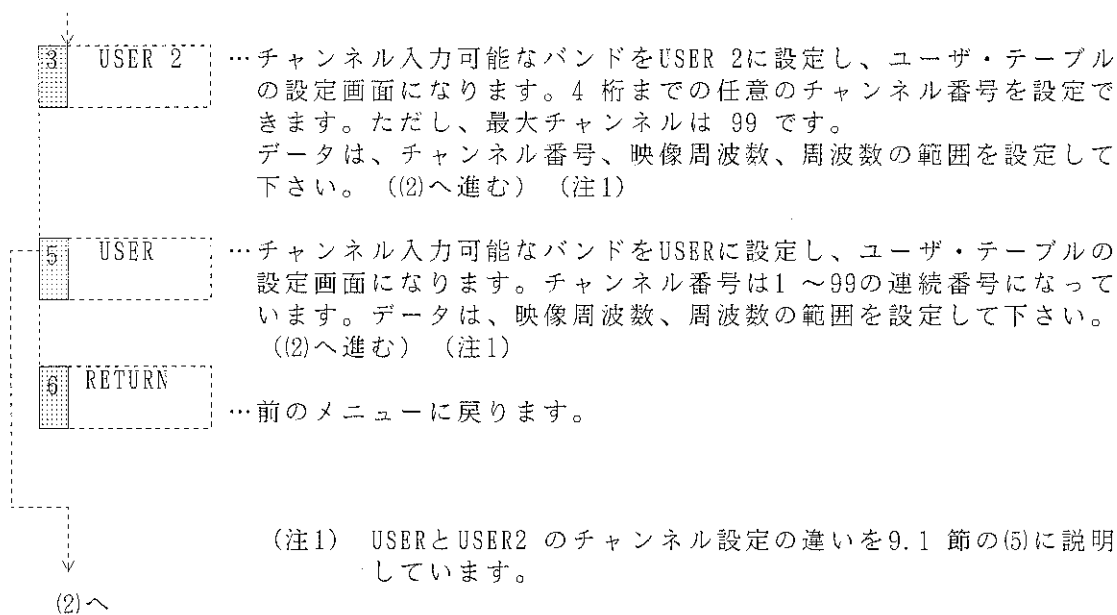 3 USER 2 …チャンネル入力可能なバンドをUSER 2に設定し、ユーザ・テーブル
の設定画面になります。4 桁までの任意のチャンネル番号を設定で
きます。ただし、最大チャンネルは 99 です。
データは、チャンネル番号、映像周波数、周波数の範囲を設定して
下さい。((2)へ進む) (注1)
5 USER …チャンネル入力可能なバンドをUSERに設定し、ユーザ・テーブルの
設定画面になります。チャンネル番号は1 ~99の連続番号になって
います。データは、映像周波数、周波数の範囲を設定して下さい。
((2)へ進む) (注1)
6 RETURN
…前のメニューに戻ります。
(注1) USERとUSER2 のチャンネル設定の違いを9.1 節の(5)に説明
しています。
(2)へ